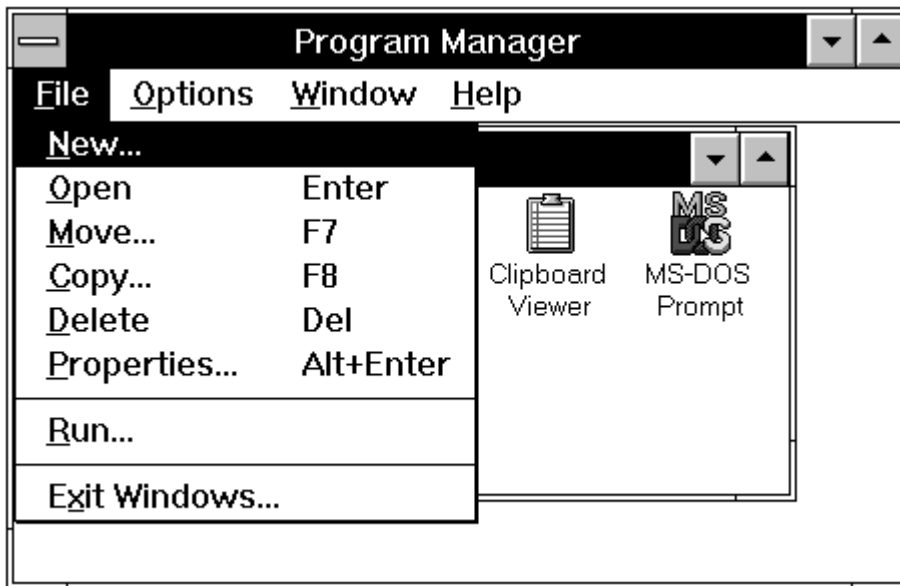 Program Manager
File Options Window Help
New...
Open Enter
Move... F7
Copy... F8
Delete Del
Properties... Alt+Enter
Run...
Exit Windows...
MS
DOS
Clipboard
Viewer
MS-DOS
Prompt